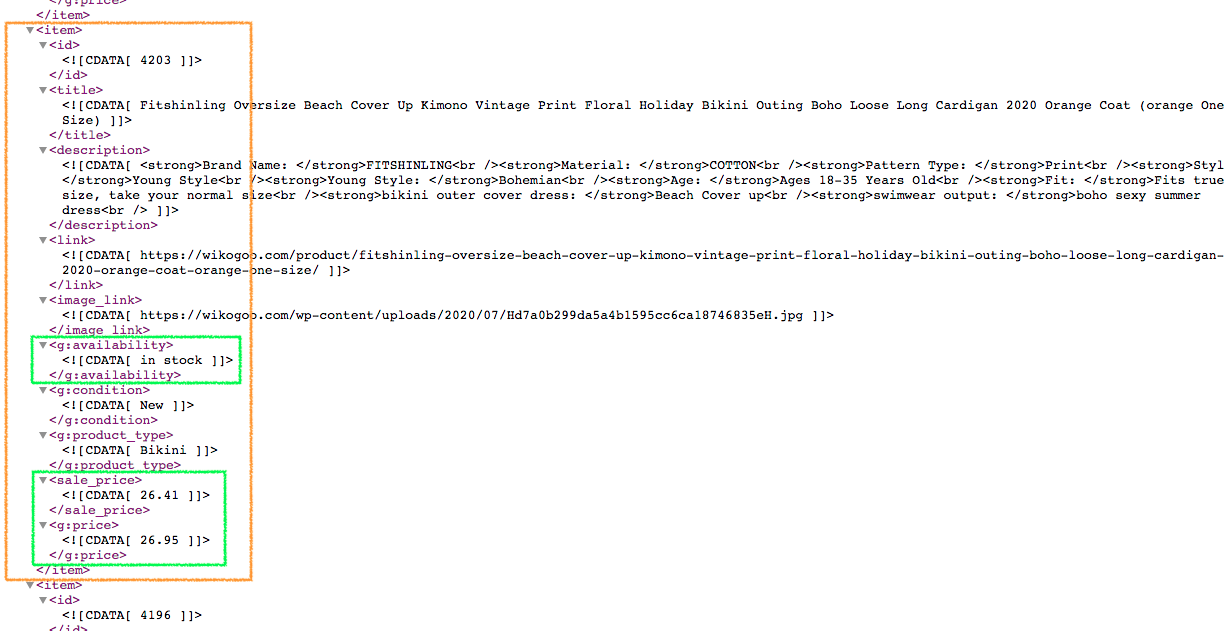 </g:price>
</item>
▼<item>
▼<id>
<![CDATA[ 4203 ]]>
</id>
▼<title>
<![CDATA[ Fitshinling Oversize Beach Cover Up Kimono Vintage Print Floral Holiday Bikini Outing Boho Loose Long Cardigan 2020 Orange Coat (orange One
Size) ]]>
</title>
▼<description>
<![CDATA[ <strong>Brand Name: </strong>FITSHINLING<br /><strong>Material: </strong>COTTON<br /><strong>Pattern Type: </strong>Print<br /><strong>Styl
</strong>Young Style<br /><strong>Young Style: </strong>Bohemian<br /><strong>Age: </strong>Ages 18-35 Years Old<br /><strong>Fit: </strong>Fits true
size, take your normal size<br /><strong>bikini outer cover dress: </strong>Beach Cover up<br /><strong>swimwear output: </strong>boho sexy summer
dress<br /> ]]>
</description>
▼<link>
<![CDATA[ https://wikogoo.com/product/fitshinling-oversize-beach-cover-up-kimono-vintage-print-floral-holiday-bikini-outing-boho-loose-long-cardigan-
2020-orange-coat-orange-one-size/ ]]>
</link>
▼<image_link>
<![CDATA[ https://wikogoo.com/wp-content/uploads/2020/07/Hd7a0b299da5a4b1595cc6ca18746835eH.jpg ]]>
</image_link>
▼<g:availability>
<![CDATA[ in stock ]]>
</g:availability>
▼<g:condition>
<![CDATA[ New ]]>
</g:condition>
▼<g:product_type>
<![CDATA[ Bikini ]]>
</g:product_type>
▼<sale_price>
<![CDATA[ 26.41 ]]>
</sale_price>
▼<g:price>
<![CDATA[ 26.95 ]]>
</g:price>
</item>
▼<item>
▼<id>
<![CDATA[ 4196 ]]>
</id>